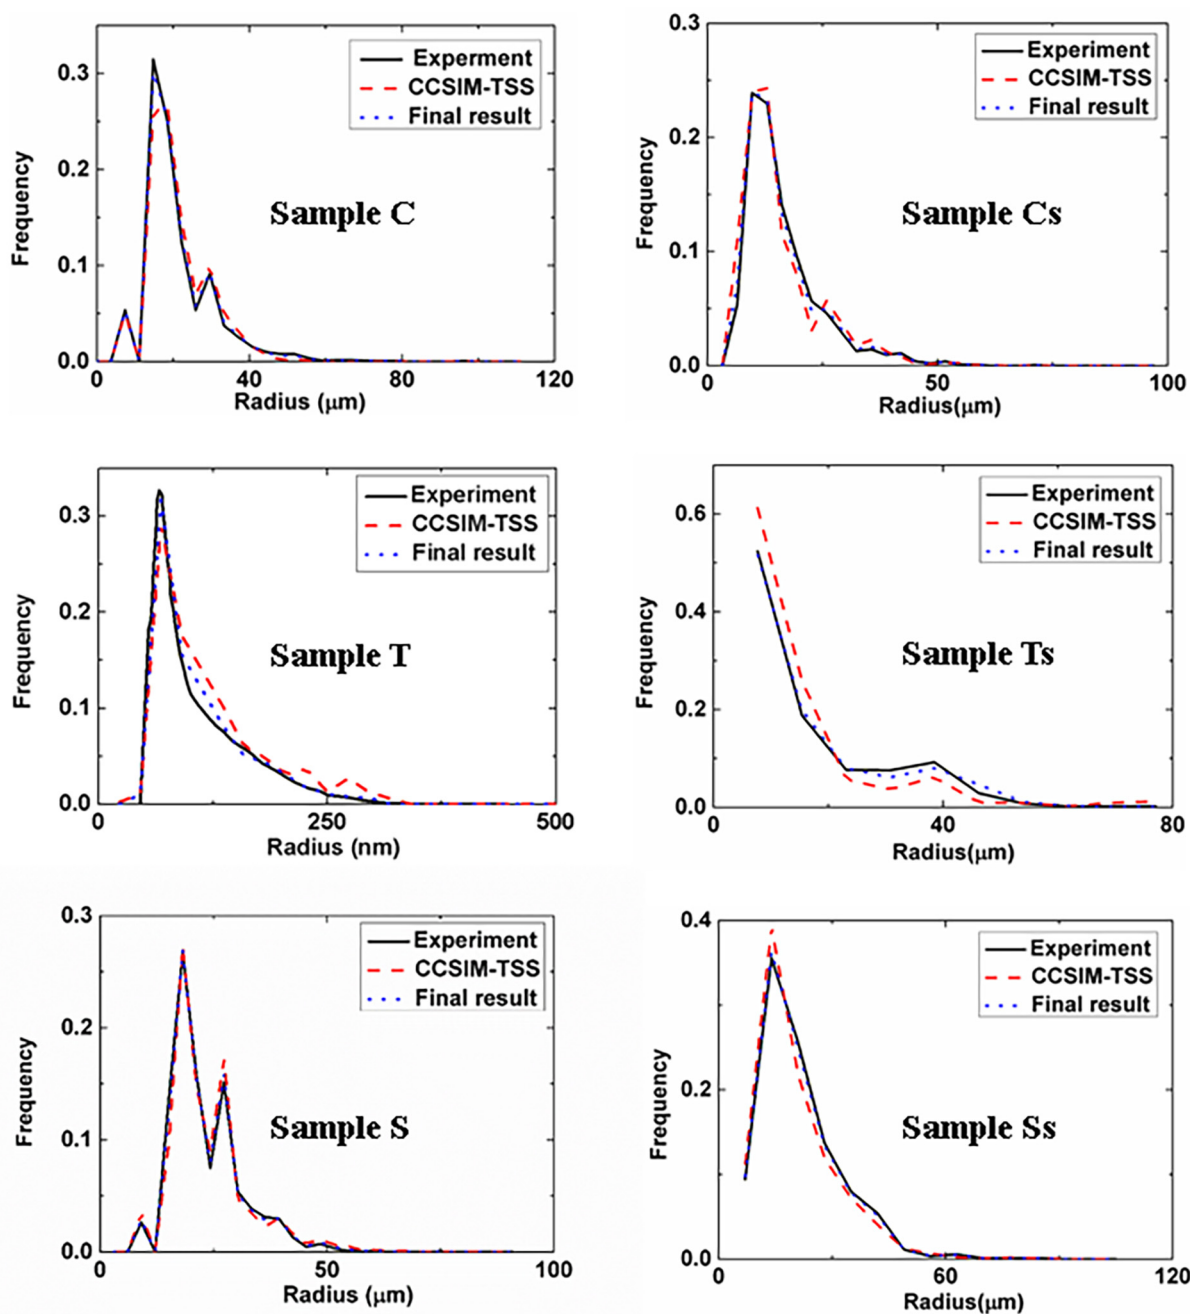 0.3
0.2
0.1
0.0
Frequency
Experment
CCSIM-TSS
Final result
Sample C
0
40
80
120
Radius (μm)
0.3
0.2
0.1
0.0
Frequency
Experiment
CCSIM-TSS
Final result
Sample Cs
0
50
100
Radius(μm)
0.3
0.2
0.1
0.0
Frequency
Experiment
CCSIM-TSS
Final result
Sample T
0
250
500
Radius (nm)
0.6
0.4
0.2
0.0
Frequency
Experiment
CCSIM-TSS
Final result
Sample Ts
0
40
80
Radius(μm)
0.3
0.2
0.1
0.0
Frequency
Experiment
CCSIM-TSS
Final result
Sample S
0
50
100
Radius (μm)
0.4
0.2
0.0
Frequency
Experiment
CCSIM-TSS
Final result
Sample Ss
0
60
120
Radius(μm)